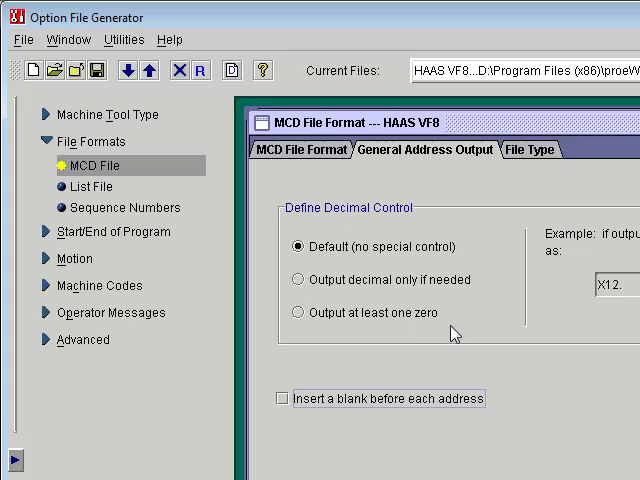 Option File Generator
File Window Utilities Help
R D ?
Current Files: HAAS VF8...D:\Program Files (x86)\proeW
Machine Tool Type
File Formats
MCD File
List File
Sequence Numbers
Start/End of Program
Motion
Machine Codes
Operator Messages
Advanced
MCD File Format --- HAAS VF8
MCD File Format General Address Output File Type
Define Decimal Control
Default (no special control)
Output decimal only if needed
Output at least one zero
Example: if outpu
as:
X12.
Insert a blank before each address